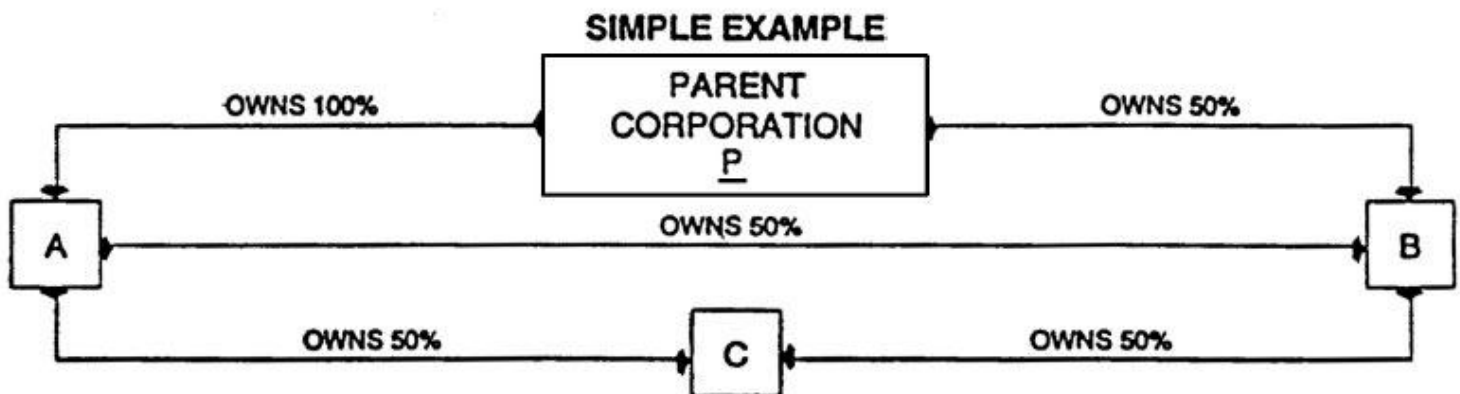 SIMPLE EXAMPLE
PARENT
CORPORATION
P
OWNS 100%
OWNS 50%
A
OWNS 50%
B
OWNS 50%
C
OWNS 50%